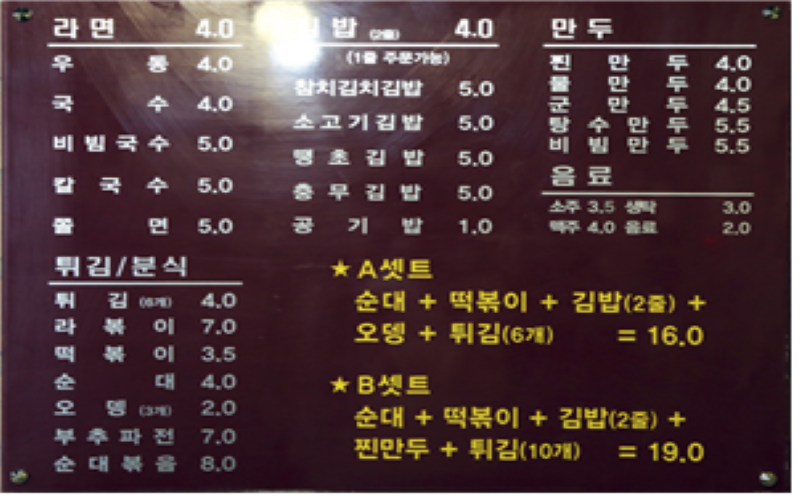 라면 4.0
우동 4.0
국수 4.0
비빔국수 5.0
칼국수 5.0
쫄면 5.0
튀김/분식
튀김(6개) 4.0
라볶이 7.0
떡볶이 3.5
순대 4.0
오뎅(3개) 2.0
부추파전 7.0
순대볶음 8.0
밥(2줄) 4.0
(1줄 주문가능)
참치김치김밥 5.0
소고기김밥 5.0
땡초김밥 5.0
충무김밥 5.0
공기밥 1.0
만두
찐만두 4.0
물만두 4.0
군만두 4.5
탕수만두 5.5
비빔만두 5.5
음료
소주 3.5 생탁 3.0
맥주 4.0 음료 2.0
★A셋트
순대 + 떡볶이 + 김밥(2줄) +
오뎅 + 튀김(6개) = 16.0
★B셋트
순대 + 떡볶이 + 김밥(2줄) +
찐만두 + 튀김(10개) = 19.0